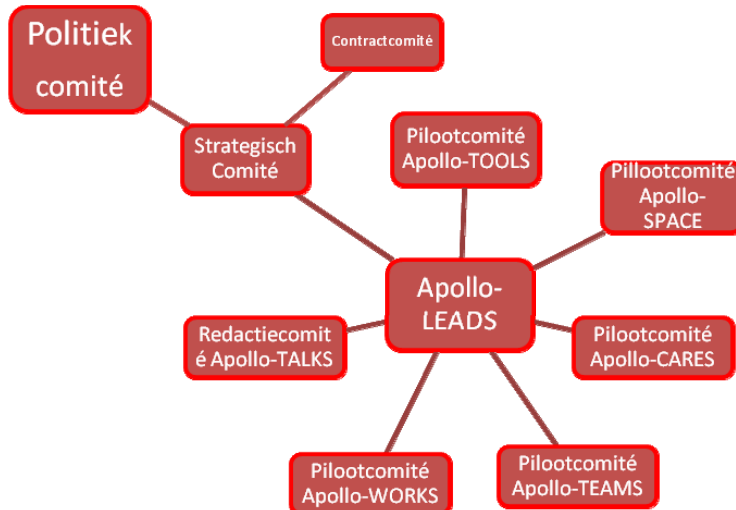 Politiek
comité
Contractcomité
Strategisch
Comité
Pilootcomité
Apollo-TOOLS
Pillootcomité
Apollo-
SPACE
Apollo-
LEADS
Redactiecomit
é Apollo-TALKS
Pilootcomité
Apollo-CARES
Pilootcomité
Apollo-WORKS
Pilootcomité
Apollo-TEAMS